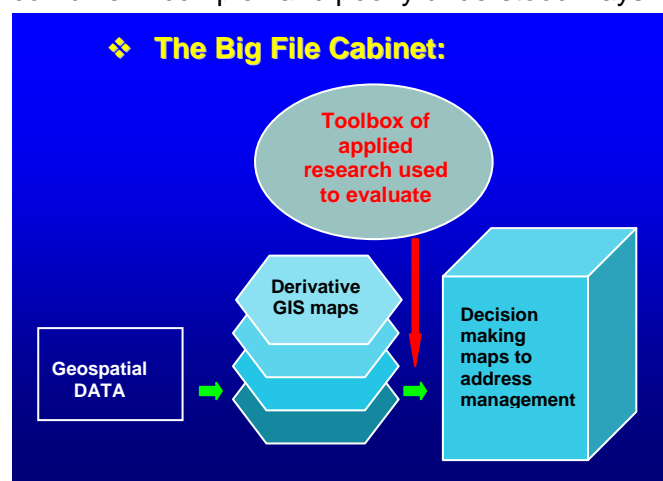 ❖ The Big File Cabinet:
Toolbox of
applied
research used
to evaluate
Derivative
GIS maps
Geospatial
DATA
Decision
making
maps to
address
management